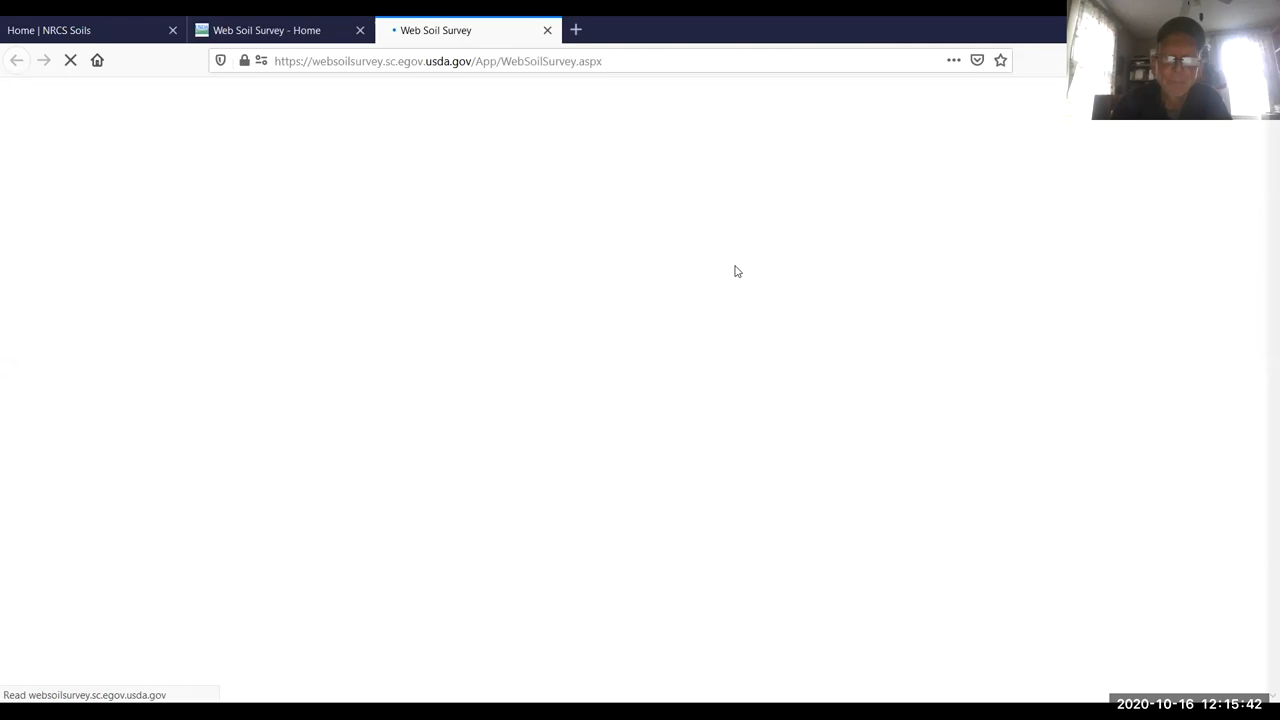 Home | NRCS Soils
Web Soil Survey - Home
Web Soil Survey
https://websoilsurvey.sc.egov.usda.gov/App/WebSoilSurvey.aspx
Read websoilsurvey.sc.egov.usda.gov
2020-10-16 12:15:42